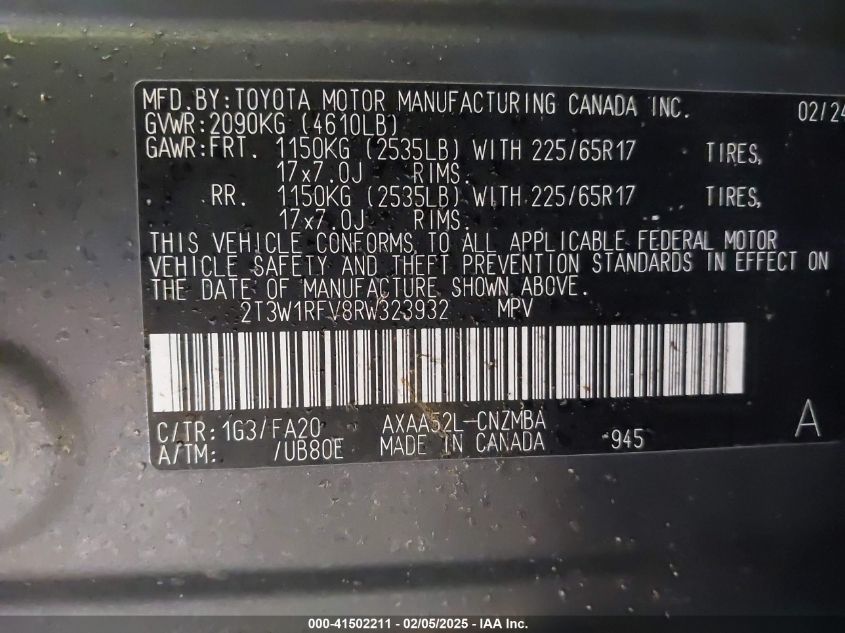 MFD.BY:TOYOTA MOTOR MANUFACTURING CANADA INC. 02/24
GVWR:2090KG (4610LB)
GAWR:FRT. 1150KG (2535LB) WITH 225/65R17 TIRES,
17x7.0J RIMS.
RR. 1150KG (2535LB) WITH 225/65R17 TIRES,
17x7.0J RIMS.
THIS VEHICLE CONFORMS TO ALL APPLICABLE FEDERAL MOTOR
VEHICLE SAFETY AND THEFT PREVENTION STANDARDS IN EFFECT ON
THE DATE OF MANUFACTURE SHOWN ABOVE.
2T3W1RFV8RW323932 MPV
C/TR:1G3/FA20 AXAA52L-CNZMBA A
A/TM: /UB80E MADE IN CANADA -945
000-41502211 - 02/05/2025 - IAA Inc.